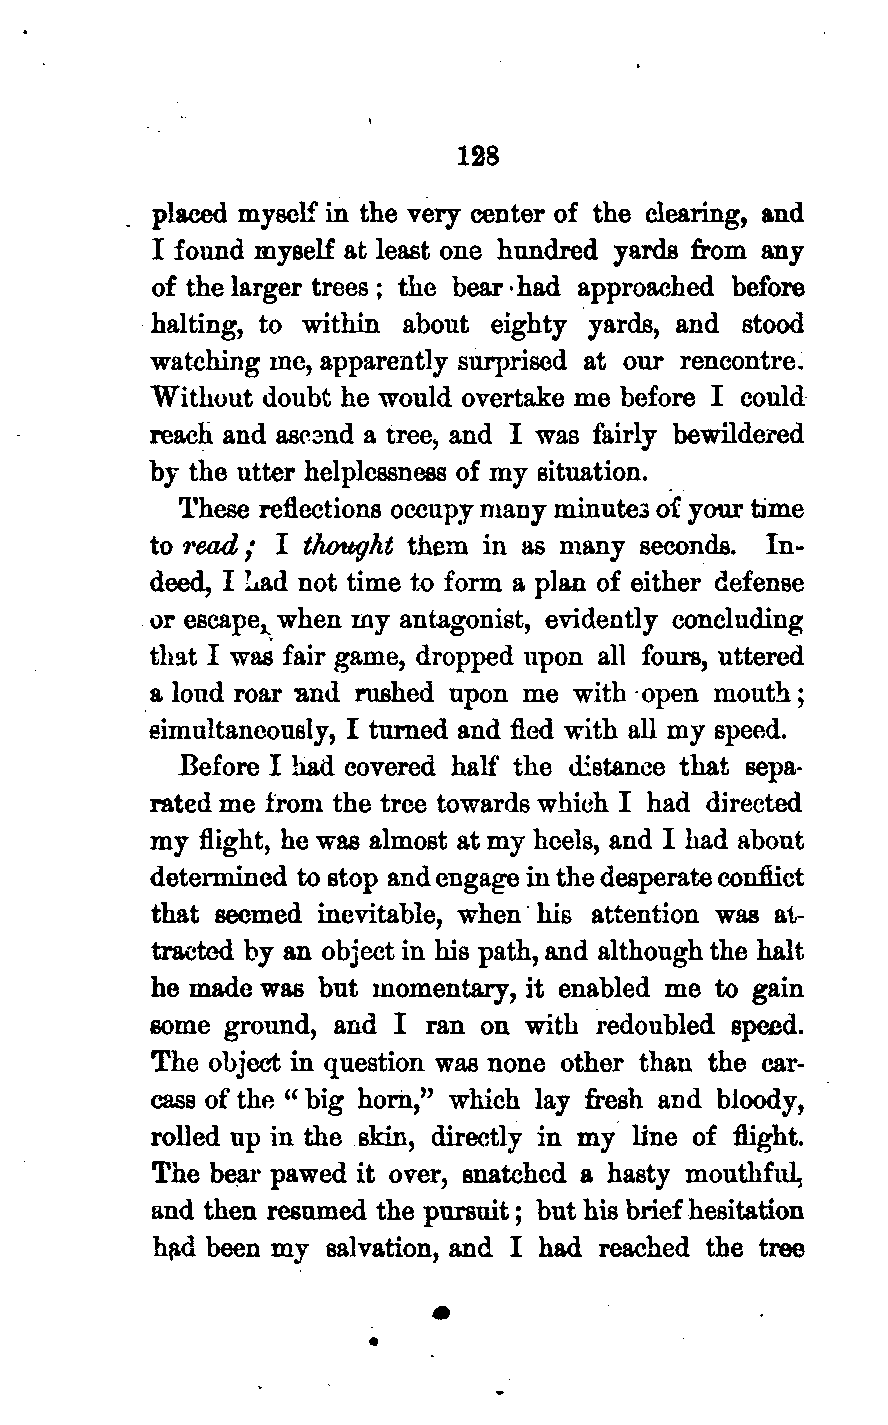 128
placed myself in the very center of the clearing, and
I found myself at least one hundred yards from any
of the larger trees; the bear had approached before
halting, to within about eighty yards, and stood
watching me, apparently surprised at our rencontre.
Without doubt he would overtake me before I could
reach and ascend a tree, and I was fairly bewildered
by the utter helplessness of my situation.
These reflections occupy many minutes of your time
to read; I thought them in as many seconds. In-
deed, I had not time to form a plan of either defense
or escape, when my antagonist, evidently concluding
that I was fair game, dropped upon all fours, uttered
a loud roar and rushed upon me with open mouth;
simultaneously, I turned and fled with all my speed.
Before I had covered half the distance that sepa-
rated me from the tree towards which I had directed
my flight, he was almost at my heels, and I had about
determined to stop and engage in the desperate conflict
that seemed inevitable, when his attention was at-
tracted by an object in his path, and although the halt
he made was but momentary, it enabled me to gain
some ground, and I ran on with redoubled speed.
The object in question was none other than the car-
cass of the "big horn," which lay fresh and bloody,
rolled up in the skin, directly in my line of flight.
The bear pawed it over, snatched a hasty mouthful,
and then resumed the pursuit; but his brief hesitation
had been my salvation, and I had reached the tree